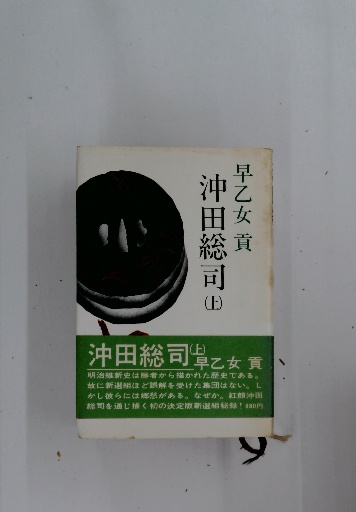 早乙女 貢
沖田総司
(上)
沖田総司(上)早乙女 貢
明治維新史は勝者から描かれた歴史である。
故に新選組ほど誤解を受けた集団はない。し
かし彼らには郷愁がある。なぜか。紅顔沖田
総司を通じ描く初の決定版新選組秘録!